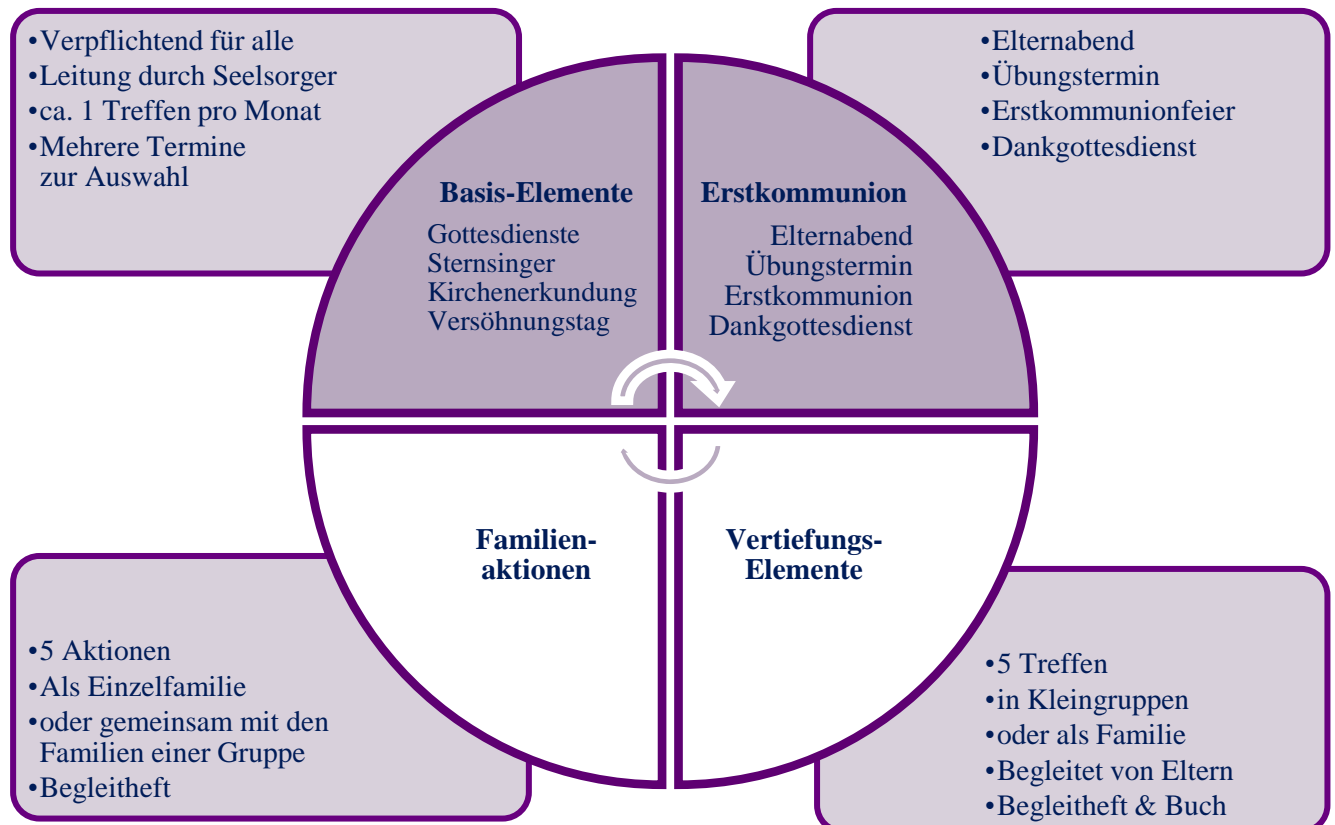 •Verpflichtend für alle
•Leitung durch Seelsorger
•ca. 1 Treffen pro Monat
•Mehrere Termine
zur Auswahl
•Elternabend
•Übungstermin
•Erstkommunionfeier
•Dankgottesdienst
Basis-Elemente
Gottesdienste
Sternsinger
Kirchenerkundung
Versöhnungstag
Erstkommunion
Elternabend
Übungstermin
Erstkommunion
Dankgottesdienst
Familien-
aktionen
Vertiefungs-
Elemente
•5 Aktionen
•Als Einzelfamilie
•oder gemeinsam mit den
Familien einer Gruppe
•Begleitheft
•5 Treffen
•in Kleingruppen
•oder als Familie
•Begleitet von Eltern
•Begleitheft & Buch